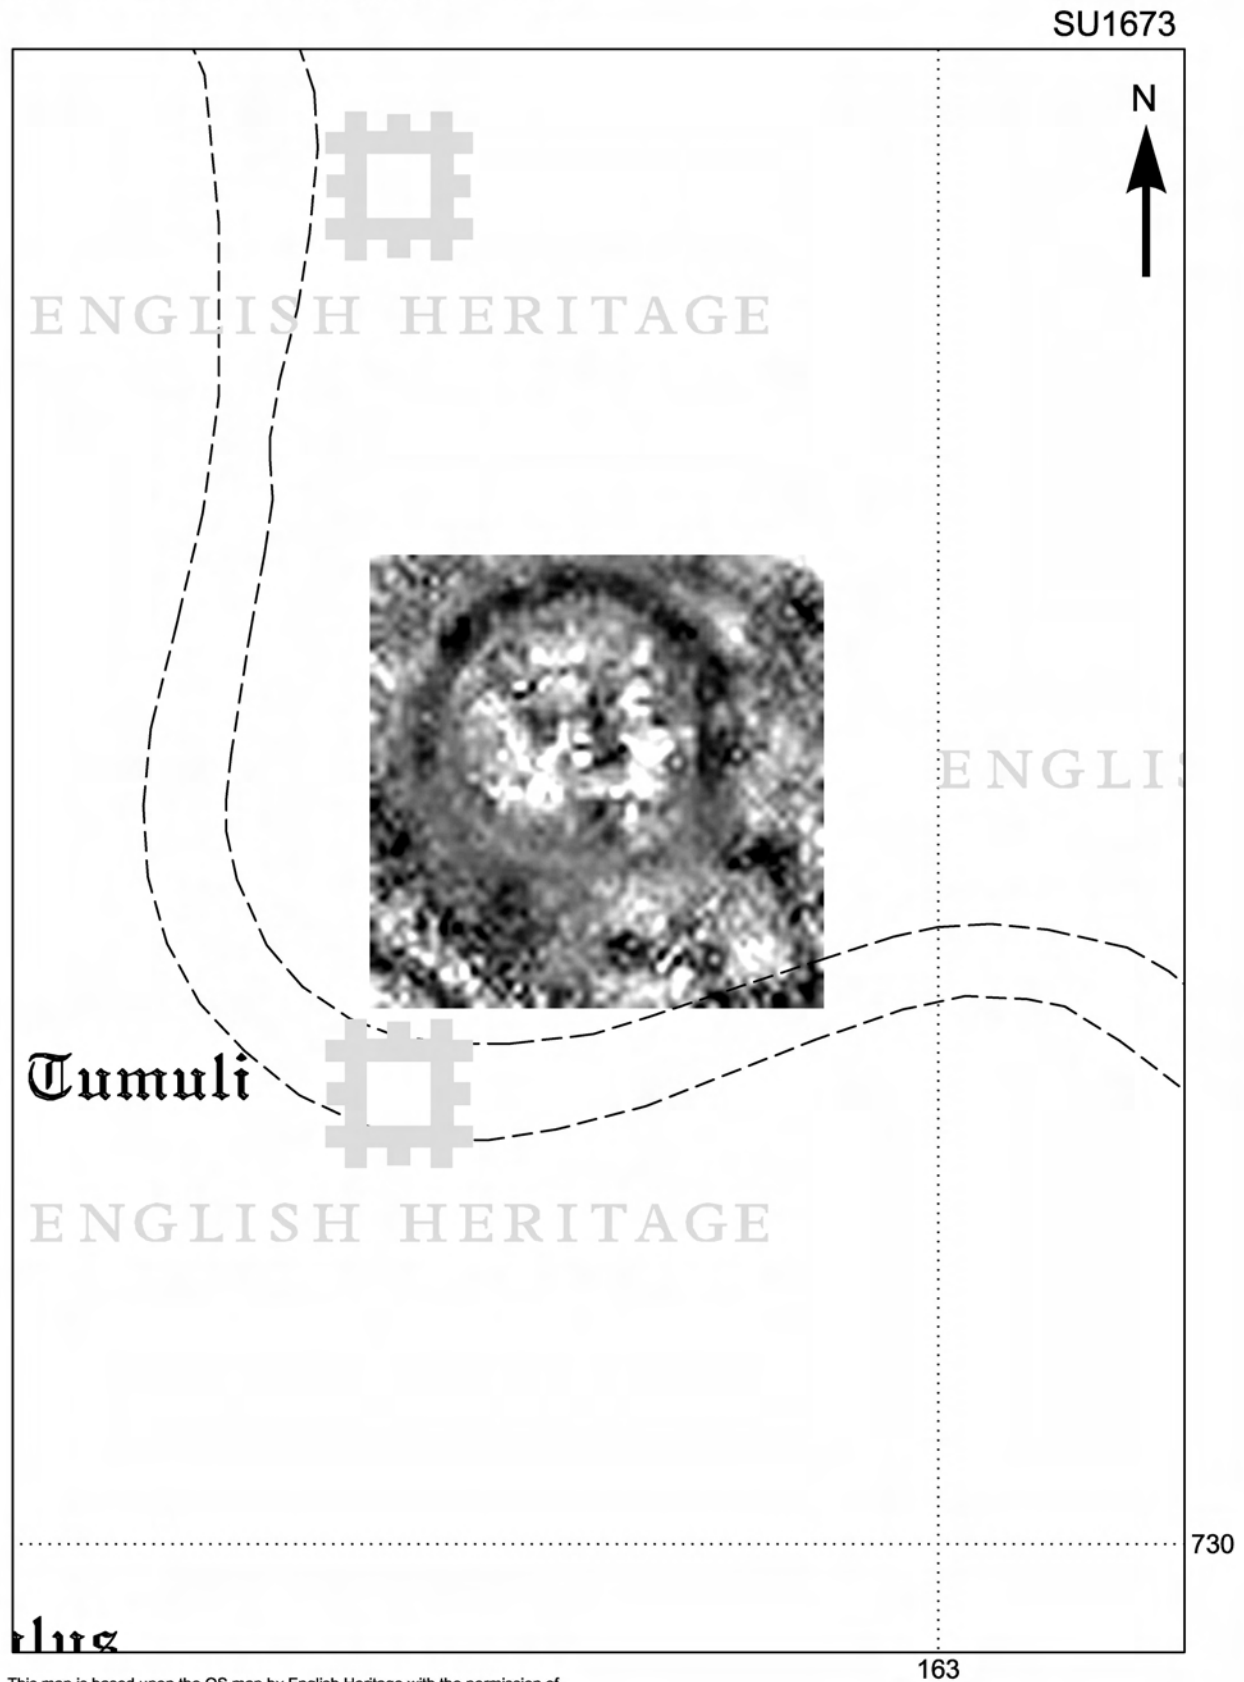 SU1673
N
ENGLISH HERITAGE
ENGLIS
Tumuli
ENGLISH HERITAGE
730
lus
163
This map is based upon the OS map by English Heritage with the permission of